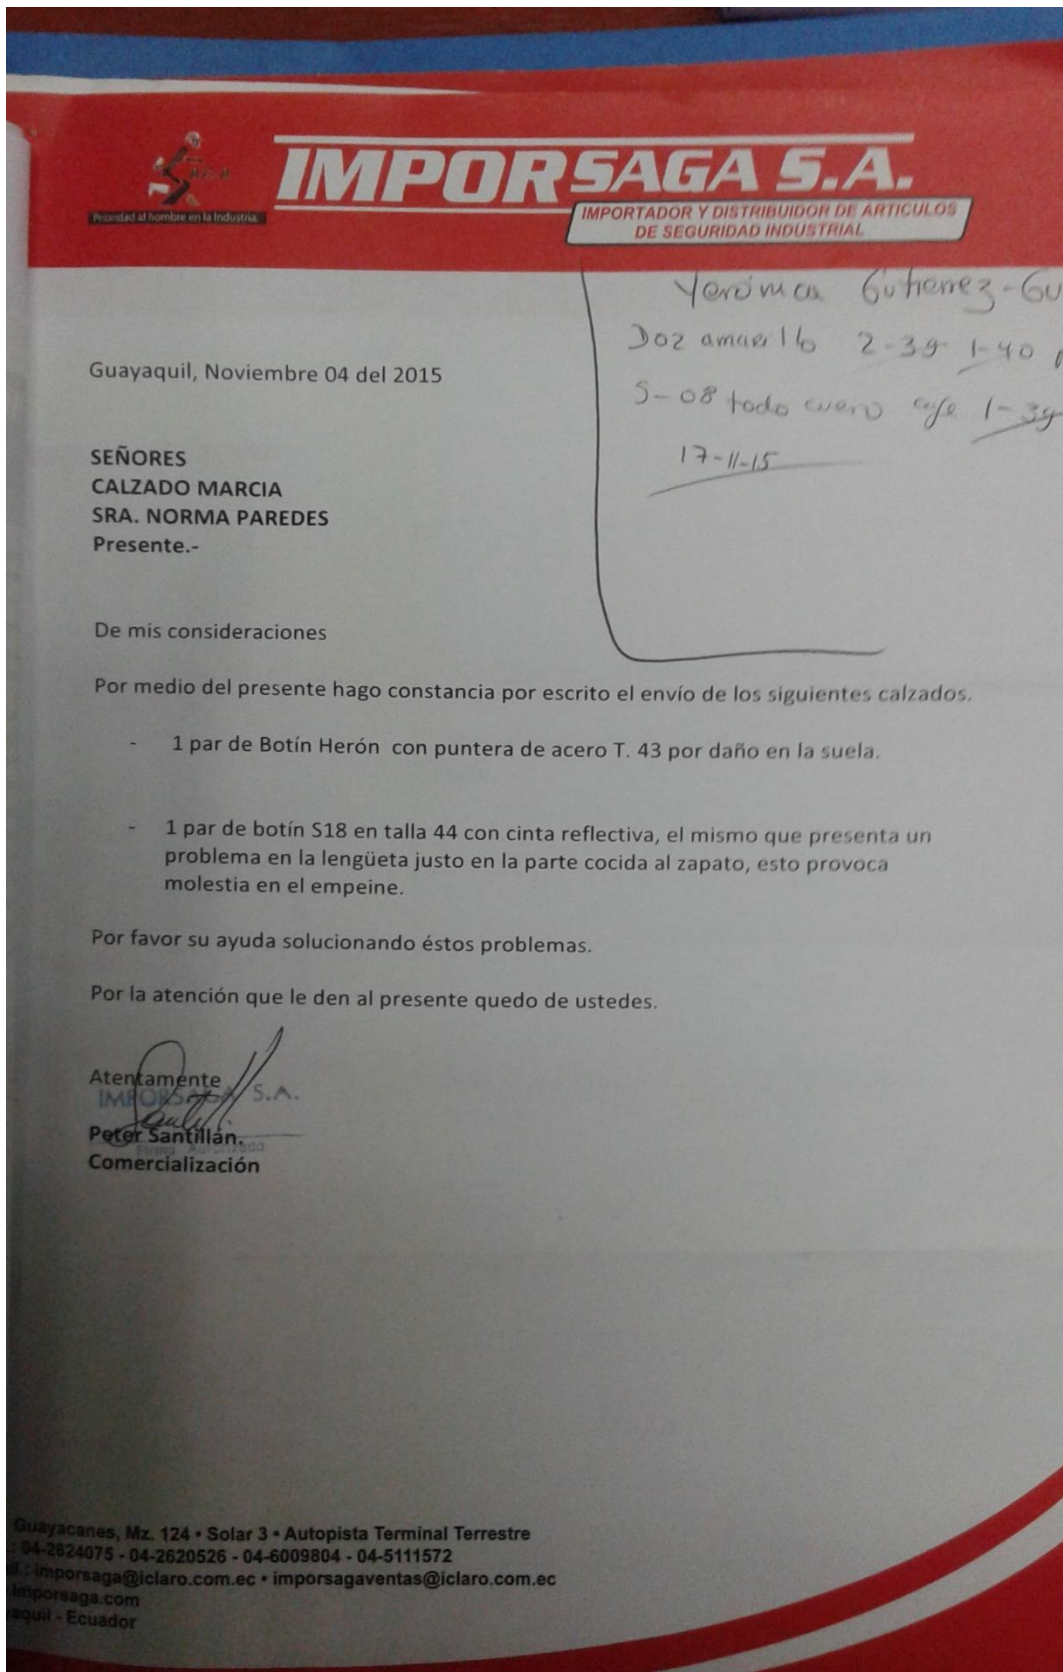 IMPORSAGA S.A.
Prioridad al hombre en la Industria.
IMPORTADOR Y DISTRIBUIDOR DE ARTICULOS
DE SEGURIDAD INDUSTRIAL
Gutierrez - Gu
amarillo 2-39 1-40
S-08 todo cuero cafe 1-39
17-11-15
Guayaquil, Noviembre 04 del 2015
SEÑORES
CALZADO MARCIA
SRA. NORMA PAREDES
Presente.-
De mis consideraciones
Por medio del presente hago constancia por escrito el envío de los siguientes calzados.
- 1 par de Botín Herón con puntera de acero T. 43 por daño en la suela.
- 1 par de botín S18 en talla 44 con cinta reflectiva, el mismo que presenta un
problema en la lengüeta justo en la parte cocida al zapato, esto provoca
molestia en el empeine.
Por favor su ayuda solucionando éstos problemas.
Por la atención que le den al presente quedo de ustedes.
Atentamente
IMPORSAGA S.A.
Peter Santillán.
Firma Autorizada
Comercialización
Guayacanes, Mz. 124 • Solar 3 • Autopista Terminal Terrestre
: 04-2624075 - 04-2620526 - 04-6009804 - 04-5111572
imporsaga@iclaro.com.ec • imporsagaventas@iclaro.com.ec
imporsaga.com
aquil - Ecuador